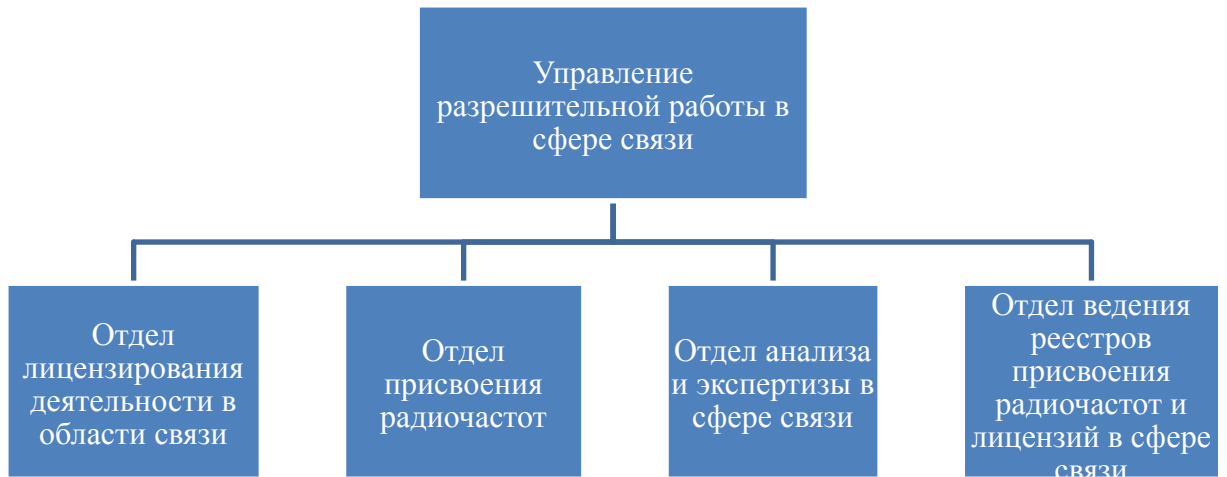 Управление
разрешительной работы в
сфере связи
Отдел
лицензирования
деятельности в
области связи
Отдел
присвоения
радиочастот
Отдел анализа
и экспертизы в
сфере связи
Отдел ведения
реестров
присвоения
радиочастот и
лицензий в сфере
связи